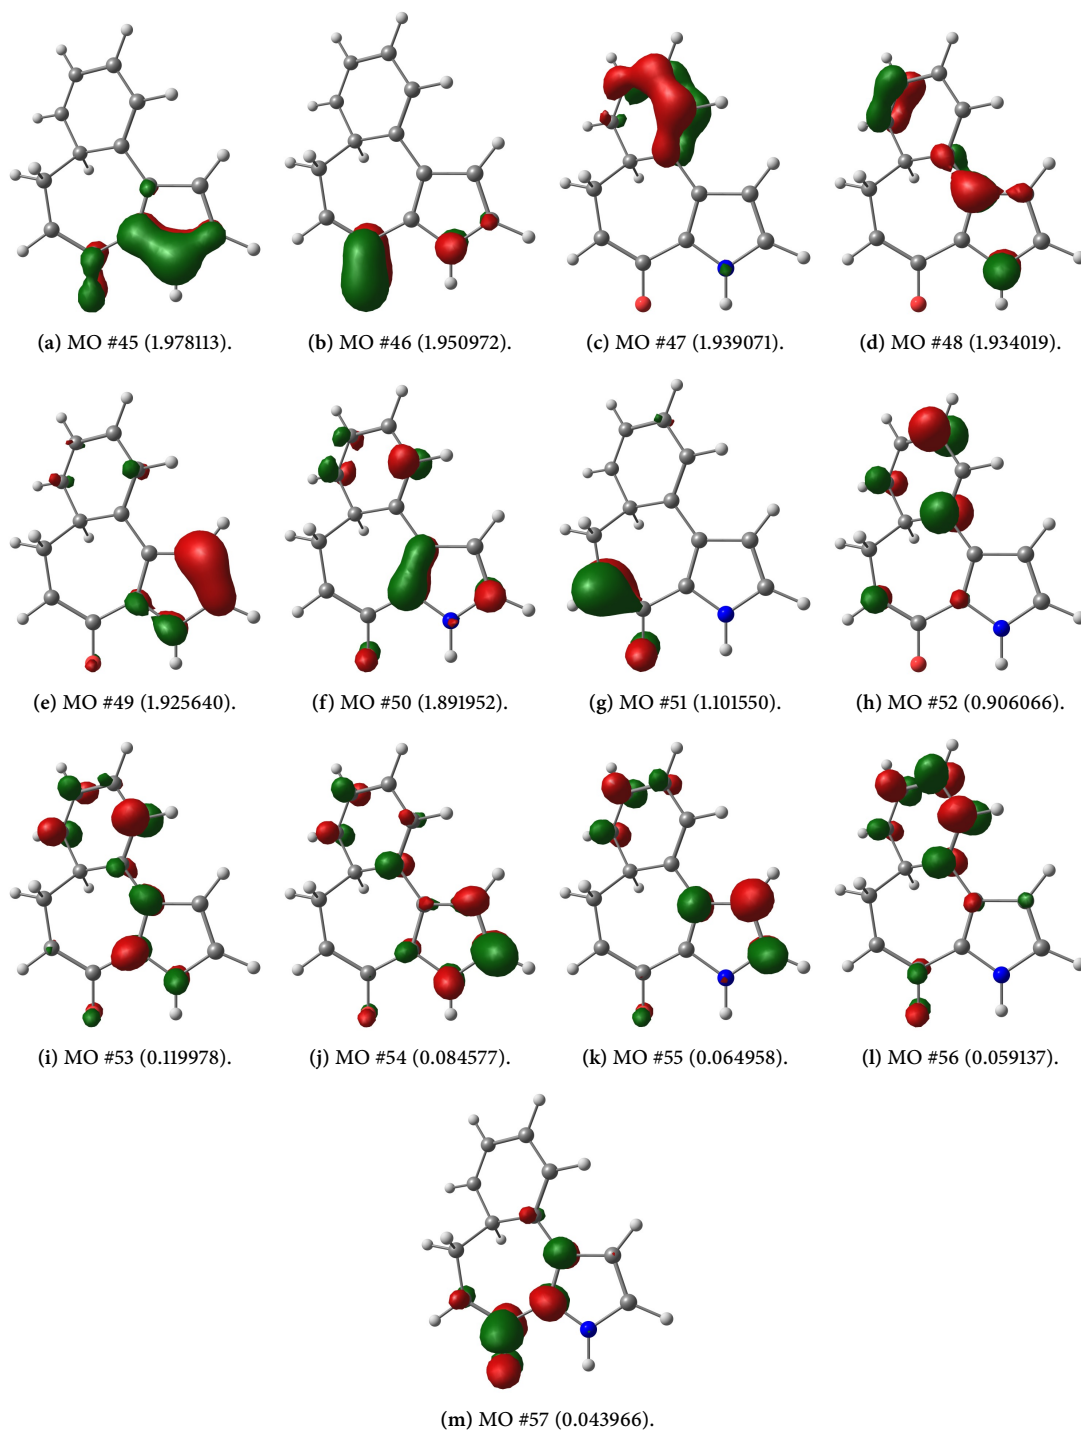 (a) MO #45 (1.978113).
(b) MO #46 (1.950972).
(c) MO #47 (1.939071).
(d) MO #48 (1.934019).
(e) MO #49 (1.925640).
(f) MO #50 (1.891952).
(g) MO #51 (1.101550).
(h) MO #52 (0.906066).
(i) MO #53 (0.119978).
(j) MO #54 (0.084577).
(k) MO #55 (0.064958).
(l) MO #56 (0.059137).
(m) MO #57 (0.043966).